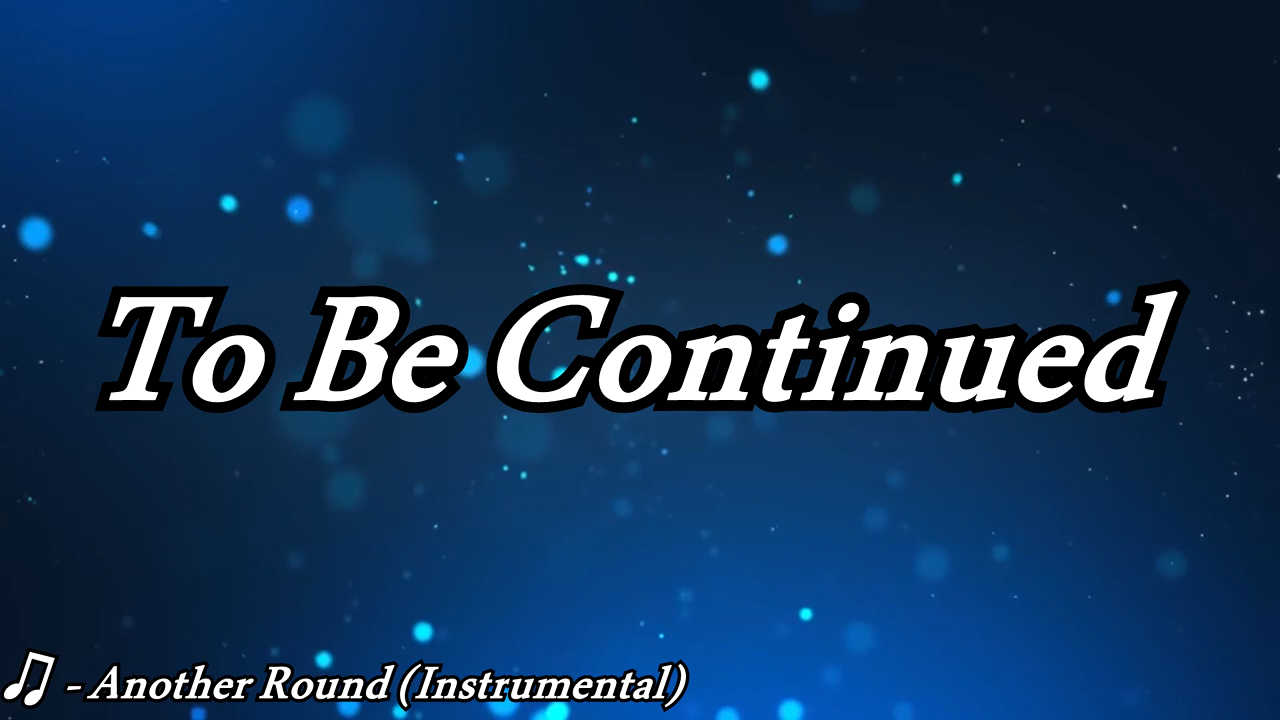 To Be Continued
♫ - Another Round (Instrumental)